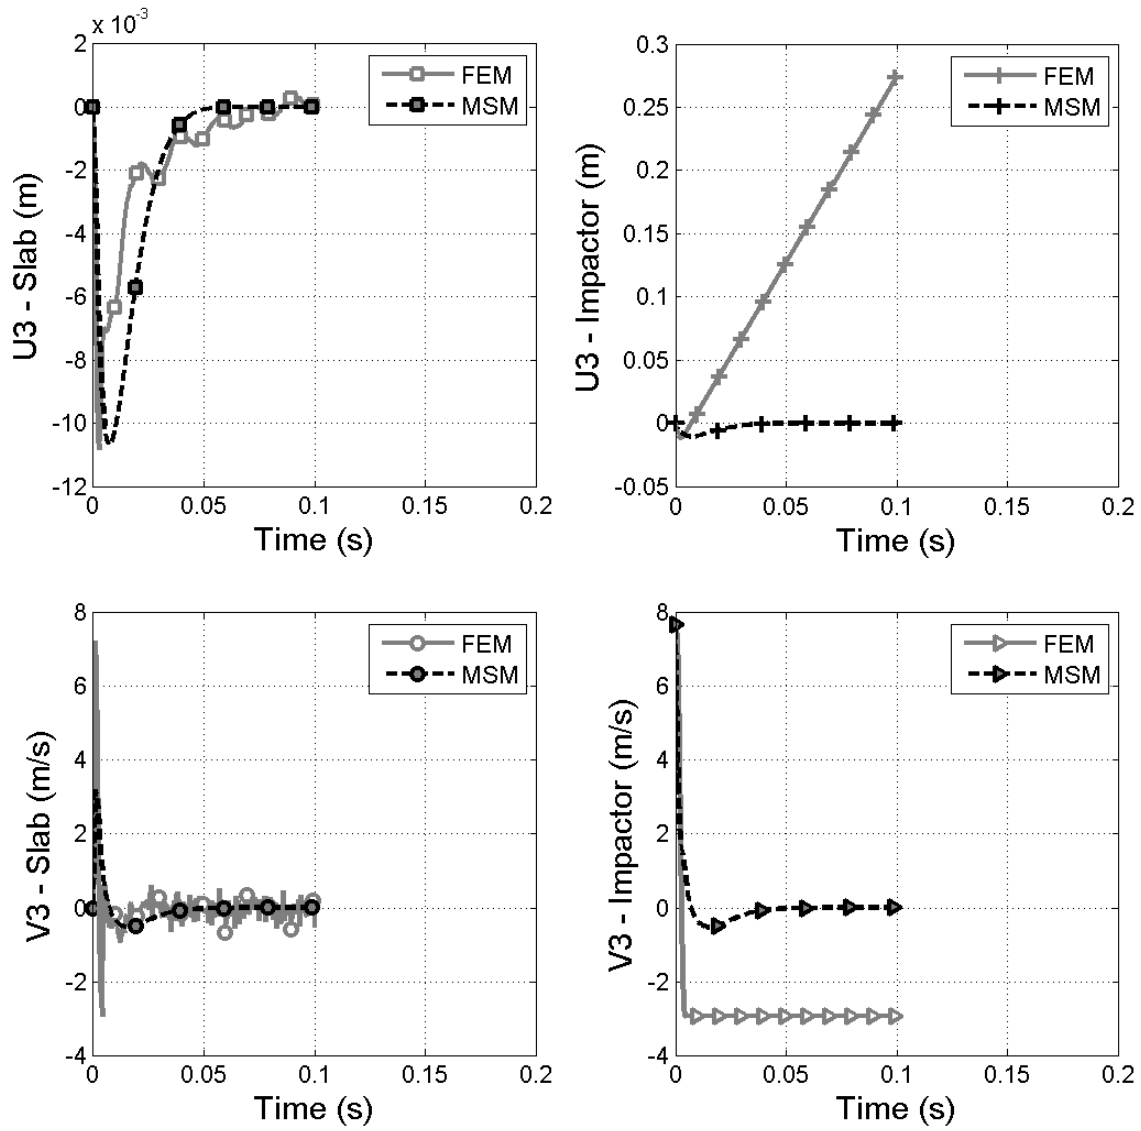 x 10-3
2
0
-2
-4
-6
-8
-10
-12
0
0.05
0.1
0.15
0.2
Time (s)
U3 - Slab (m)
FEM
MSM
0.3
0.25
0.2
0.15
0.1
0.05
0
-0.05
0
0.05
0.1
0.15
0.2
Time (s)
U3 - Impactor (m)
FEM
MSM
8
6
4
2
0
-2
-4
0
0.05
0.1
0.15
0.2
Time (s)
V3 - Slab (m/s)
FEM
MSM
8
6
4
2
0
-2
-4
0
0.05
0.1
0.15
0.2
Time (s)
V3 - Impactor (m/s)
FEM
MSM